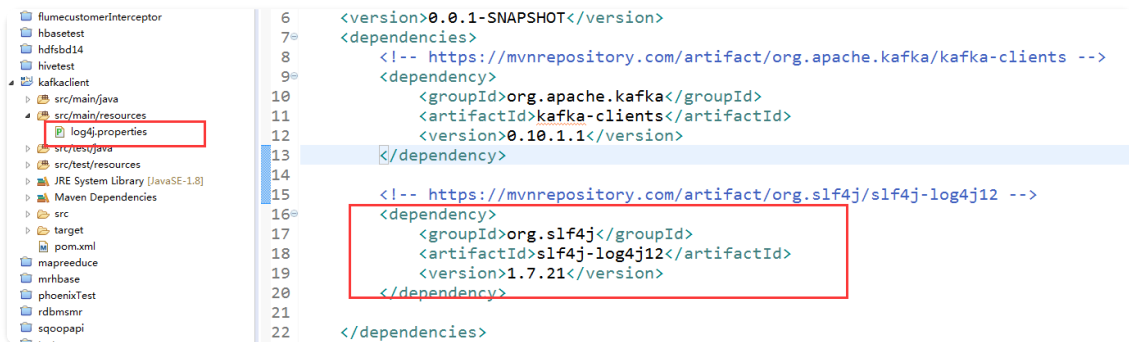 flumecustomerInterceptor
hbasetest
hdfsbd14
hivetest
kafkaclient
src/main/java
src/main/resources
log4j.properties
src/test/java
src/test/resources
JRE System Library [JavaSE-1.8]
Maven Dependencies
src
target
pom.xml
mapreeduce
mrhbase
phoenixTest
rdbmsmr
sqoopapi
6 <version>0.0.1-SNAPSHOT</version>
7 <dependencies>
8 <!-- https://mvnrepository.com/artifact/org.apache.kafka/kafka-clients -->
9 <dependency>
10 <groupId>org.apache.kafka</groupId>
11 <artifactId>kafka-clients</artifactId>
12 <version>0.10.1.1</version>
13 </dependency>
14
15 <!-- https://mvnrepository.com/artifact/org.slf4j/slf4j-log4j12 -->
16 <dependency>
17 <groupId>org.slf4j</groupId>
18 <artifactId>slf4j-log4j12</artifactId>
19 <version>1.7.21</version>
20 </dependency>
21
22 </dependencies>